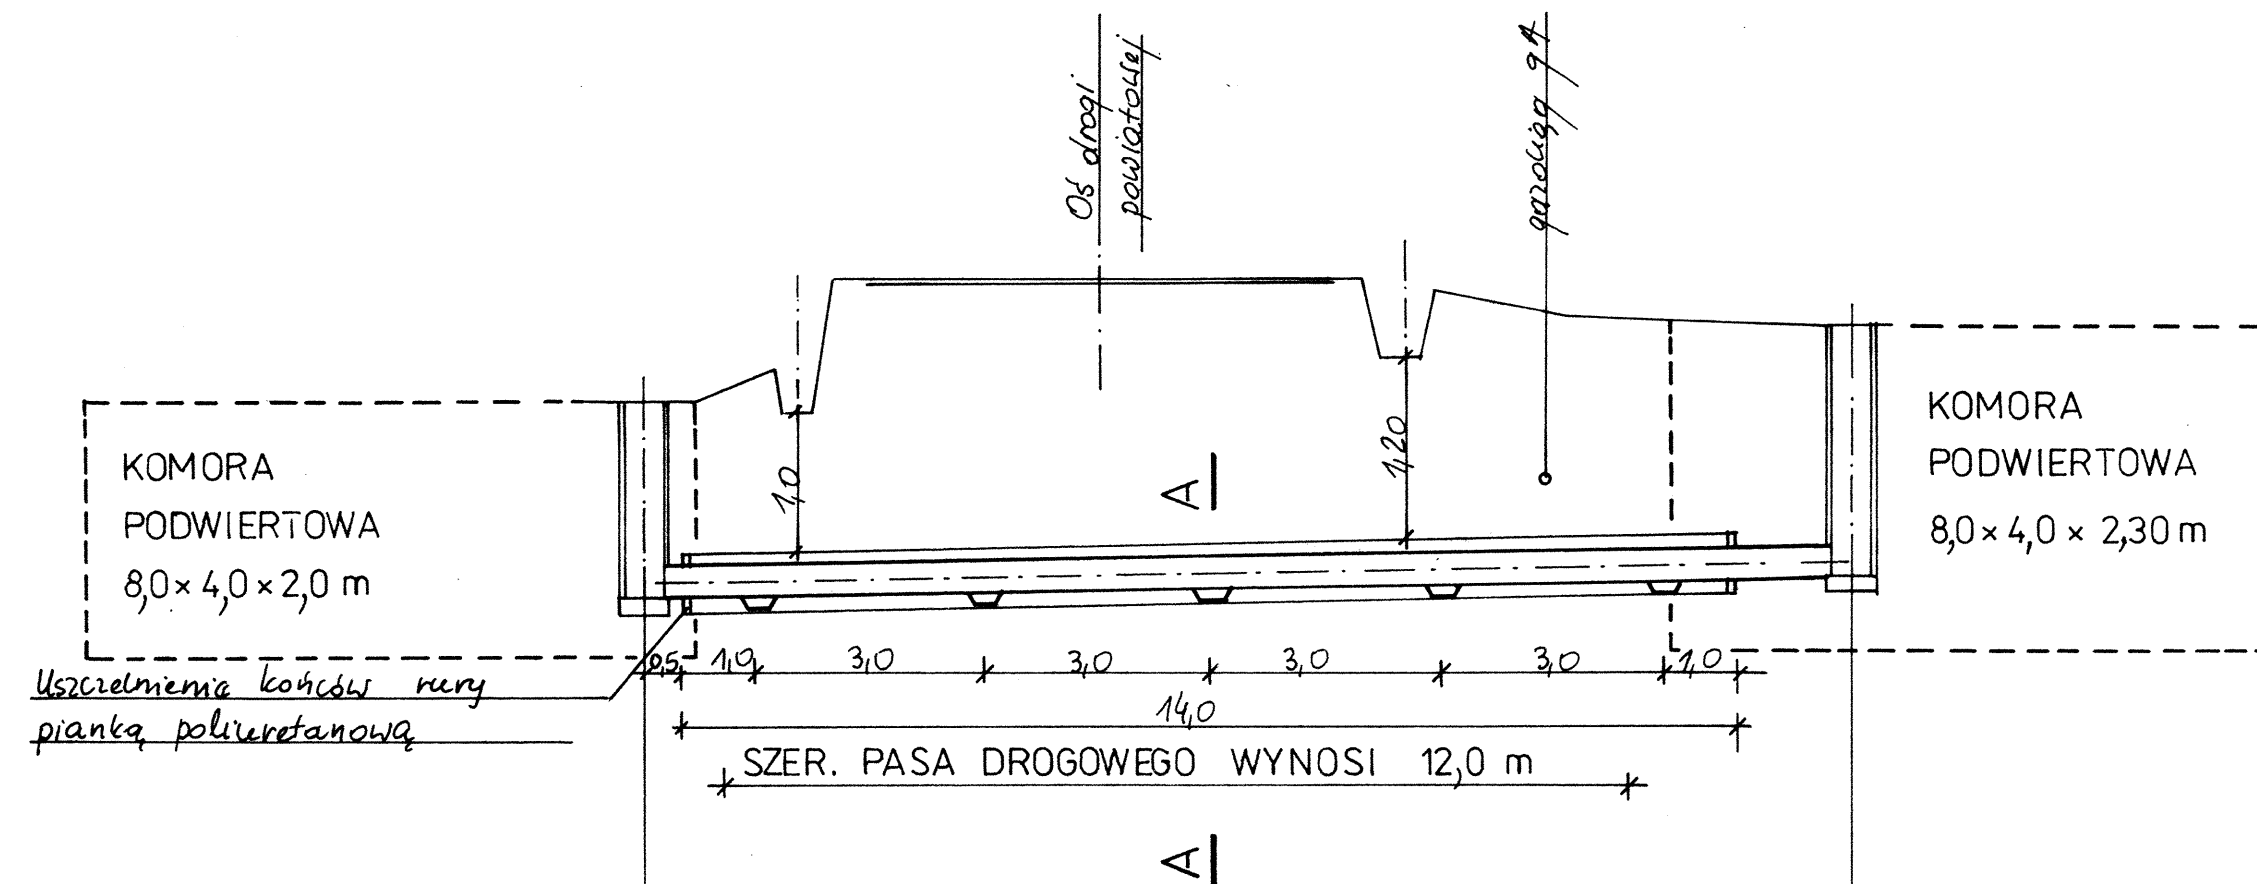 Oś drogi
powiatowej
gazociąg gA
KOMORA
PODWIERTOWA
8,0 × 4,0 × 2,0 m
KOMORA
PODWIERTOWA
8,0 × 4,0 × 2,30 m
1,0
1,20
A
Uszczelnienie końców rury
pianką poliuretanową
0,5 1,0 3,0 3,0 3,0 3,0 1,0
14,0
SZER. PASA DROGOWEGO WYNOSI 12,0 m
A